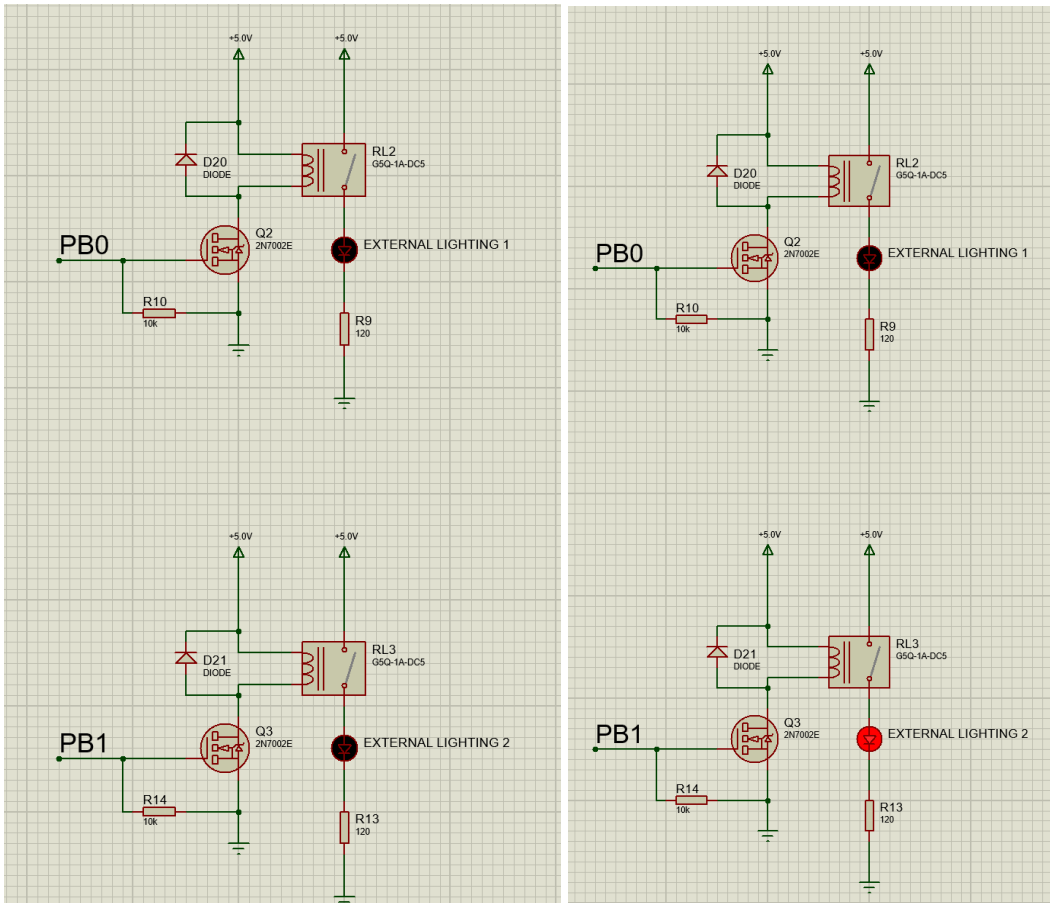 +5.0V
+5.0V
RL2
G5Q-1A-DC5
D20
DIODE
Q2
2N7002E
PB0
EXTERNAL LIGHTING 1
R10
10k
R9
120
+5.0V
+5.0V
RL3
G5Q-1A-DC5
D21
DIODE
Q3
2N7002E
PB1
EXTERNAL LIGHTING 2
R14
10k
R13
120
+5.0V
+5.0V
RL2
G5Q-1A-DC5
D20
DIODE
Q2
2N7002E
PB0
EXTERNAL LIGHTING 1
R10
10k
R9
120
+5.0V
+5.0V
RL3
G5Q-1A-DC5
D21
DIODE
Q3
2N7002E
PB1
EXTERNAL LIGHTING 2
R14
10k
R13
120